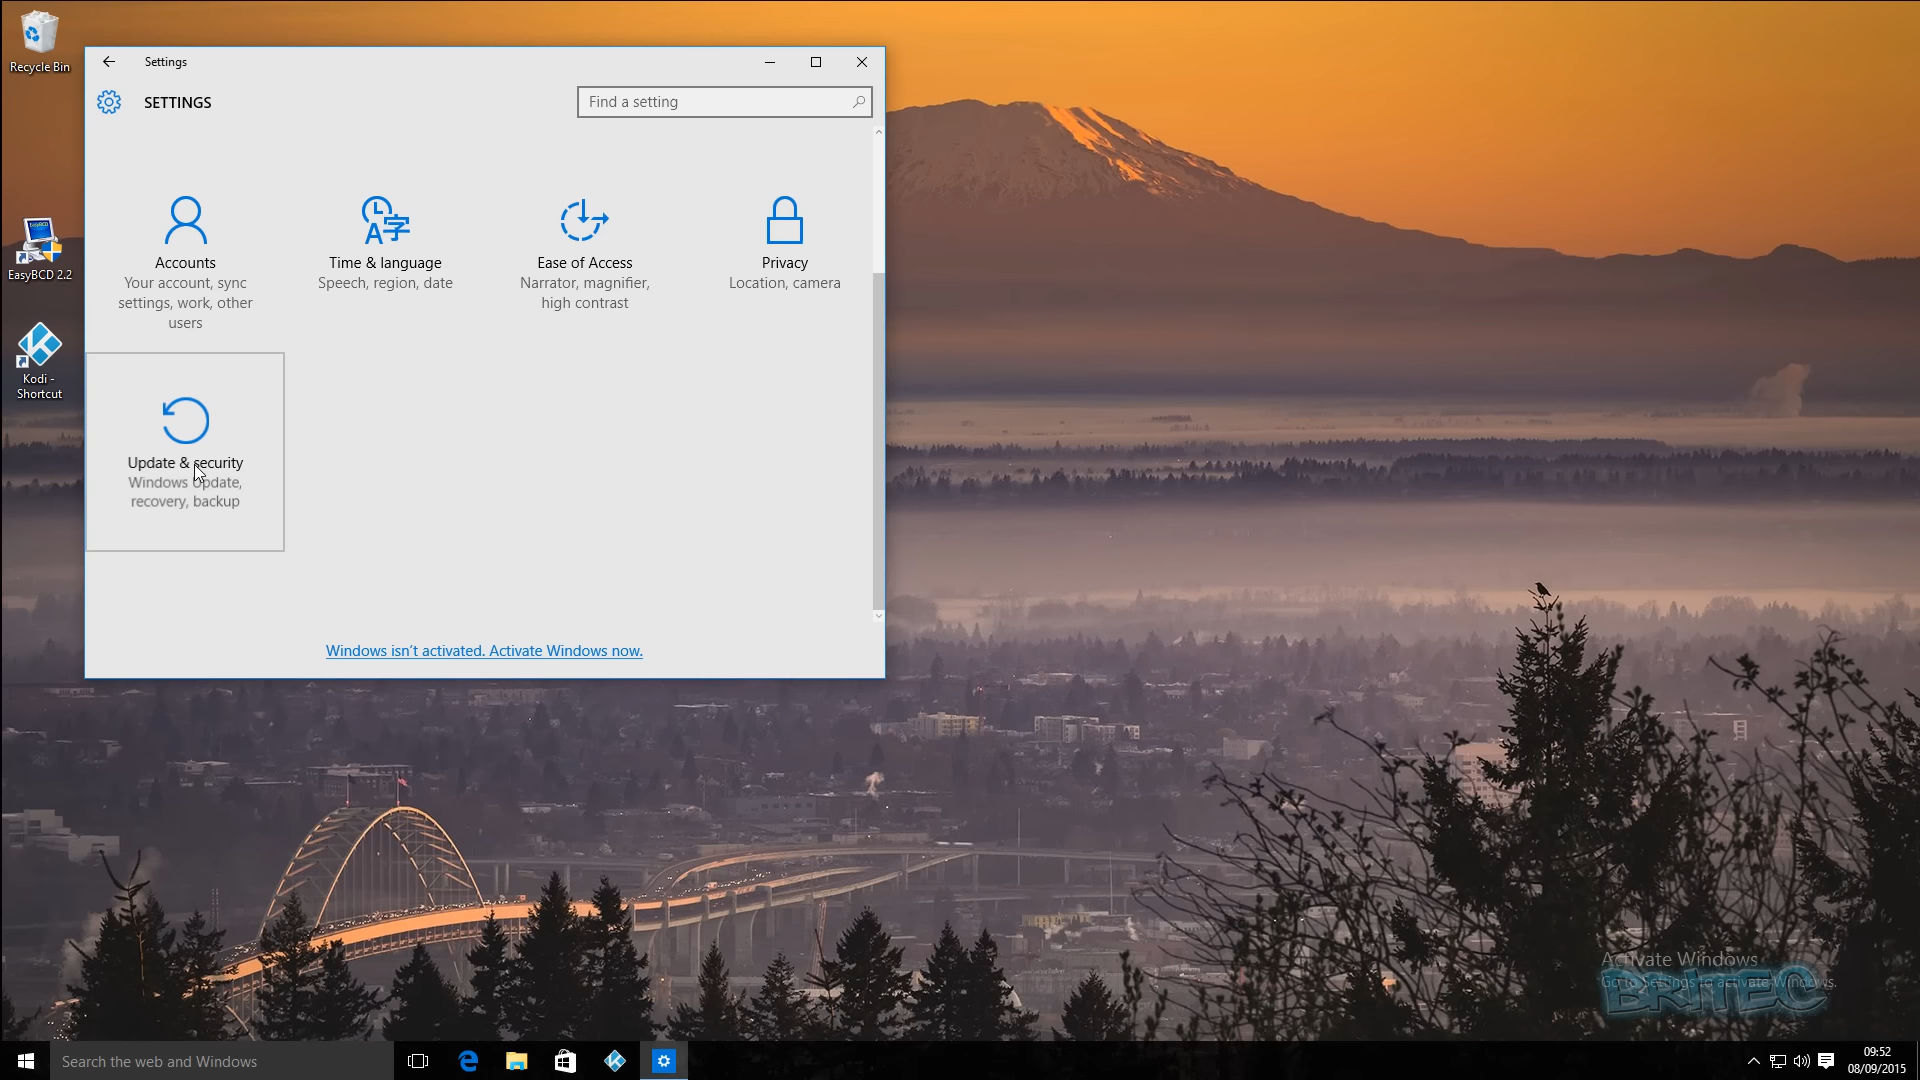 Recycle Bin
EasyBCD 2.2
Kodi -
Shortcut
Settings
SETTINGS
Find a setting
Accounts
Your account, sync
settings, work, other
users
Time & language
Speech, region, date
Ease of Access
Narrator, magnifier,
high contrast
Privacy
Location, camera
Update & security
Windows Update,
recovery, backup
Windows isn't activated. Activate Windows now.
Activate Windows
Go to Settings to activate Windows.
BRITEC
Search the web and Windows
09:52
08/09/2015